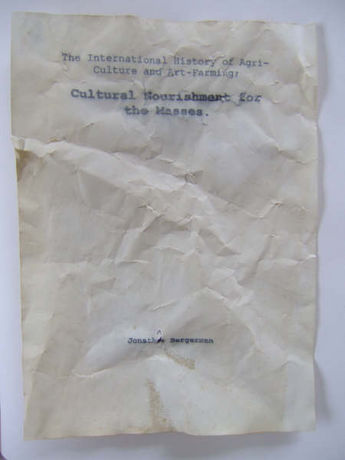 The International History of Agri-
Culture and Art-Farming:
Cultural Nourishment for
the Masses.
Jonathan Bergerman